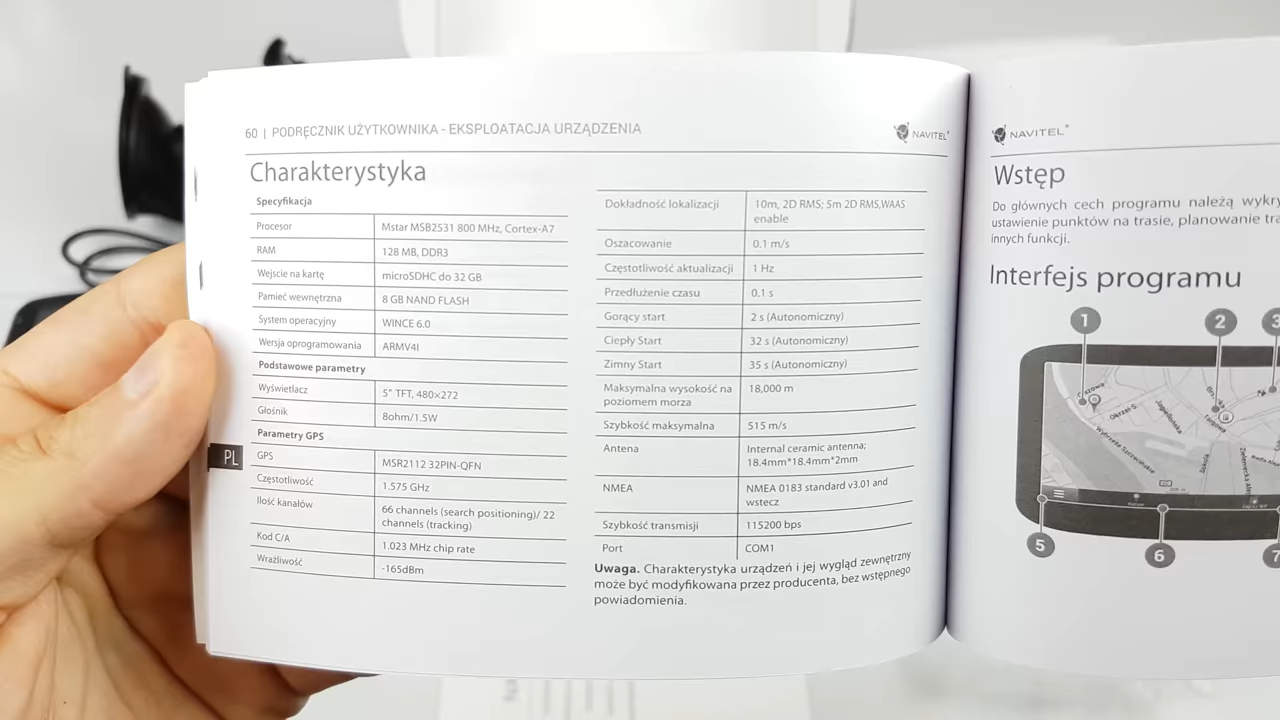 60 | PODRĘCZNIK UŻYTKOWNIKA - EKSPLOATACJA URZĄDZENIA
NAVITEL®
Charakterystyka
Specyfikacja
Procesor Mstar MSB2531 800 MHz, Cortex-A7
RAM 128 MB, DDR3
Wejscie na kartę microSDHC do 32 GB
Pamieć wewnętrzna 8 GB NAND FLASH
System operacyjny WINCE 6.0
Wersja oprogramowania ARMV4I
Podstawowe parametry
Wyświetlacz 5" TFT, 480×272
Głośnik 8ohm/1.5W
Parametry GPS
GPS MSR2112 32PIN-QFN
Częstotliwość 1.575 GHz
Ilość kanałów 66 channels(search positioning)/ 22
channels (tracking)
Kod C/A 1.023 MHz chip rate
Wrażliwość -165dBm
PL
Dokładność lokalizacji 10m, 2D RMS; 5m 2D RMS,WAAS
enable
Oszacowanie 0.1 m/s
Częstotliwość aktualizacji 1 Hz
Przedłużenie czasu 0.1 s
Gorący start 2 s (Autonomiczny)
Ciepły Start 32 s (Autonomiczny)
Zimny Start 35 s (Autonomiczny)
Maksymalna wysokość na 18,000 m
poziomem morza
Szybkość maksymalna 515 m/s
Antena Internal ceramic antenna;
18.4mm*18.4mm*2mm
NMEA NMEA 0183 standard v3.01 and
wstecz
Szybkość transmisji 115200 bps
Port COM1
Uwaga. Charakterystyka urządzeń i jej wygląd zewnętrzny
może być modyfikowana przez producenta, bez wstępnego
powiadomienia.
NAVITEL®
Wstęp
Do głównych cech programu należą
ustawienie punktów na trasie, planowanie
innych funkcji.
Interfejs programu
1 2 3
Okrzei S.
Jagiellońska
Targowa
Wybrzeże Szczecińskie
5 6 7